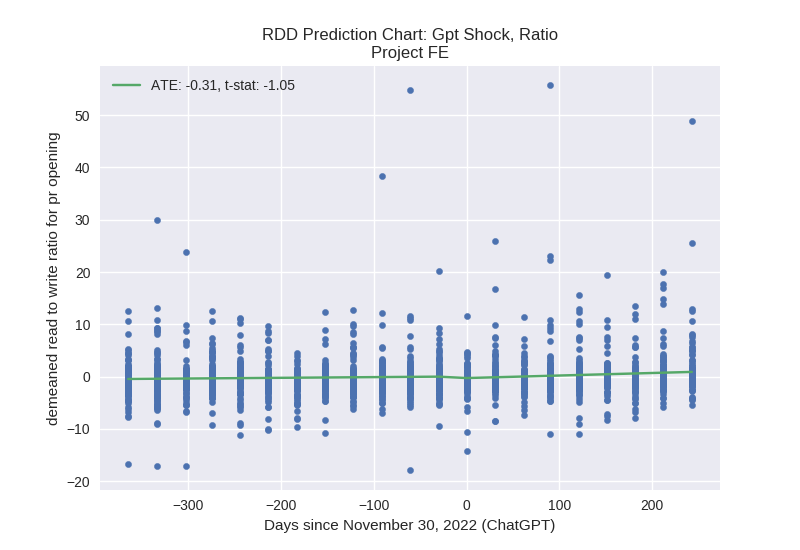 RDD Prediction Chart: Gpt Shock, Ratio
Project FE
ATE: -0.31, t-stat: -1.05
demeaned read to write ratio for pr opening
50
40
30
20
10
0
−10
−20
−300
−200
−100
0
100
200
Days since November 30, 2022 (ChatGPT)